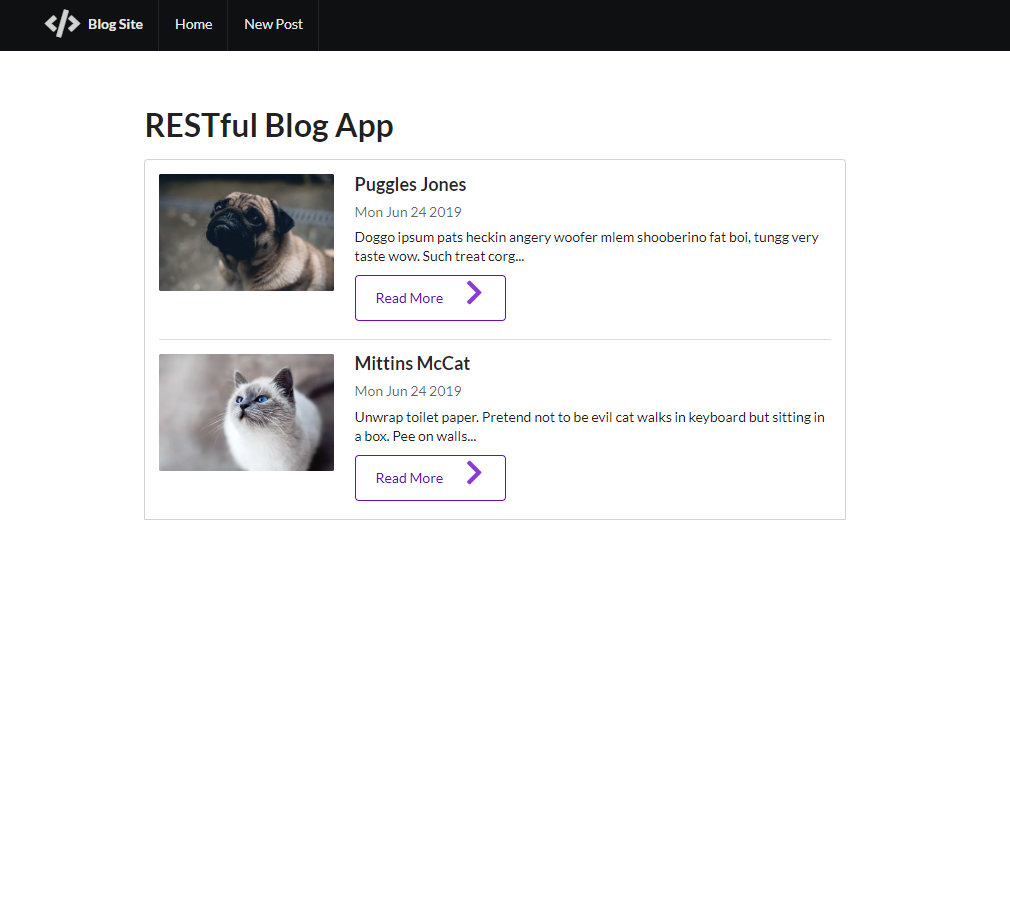 Blog Site Home New Post
RESTful Blog App
Puggles Jones
Mon Jun 24 2019
Doggo ipsum pats heckin angery woofer mlem shooberino fat boi, tungg very
taste wow. Such treat corg...
Read More
Mittins McCat
Mon Jun 24 2019
Unwrap toilet paper. Pretend not to be evil cat walks in keyboard but sitting in
a box. Pee on walls...
Read More